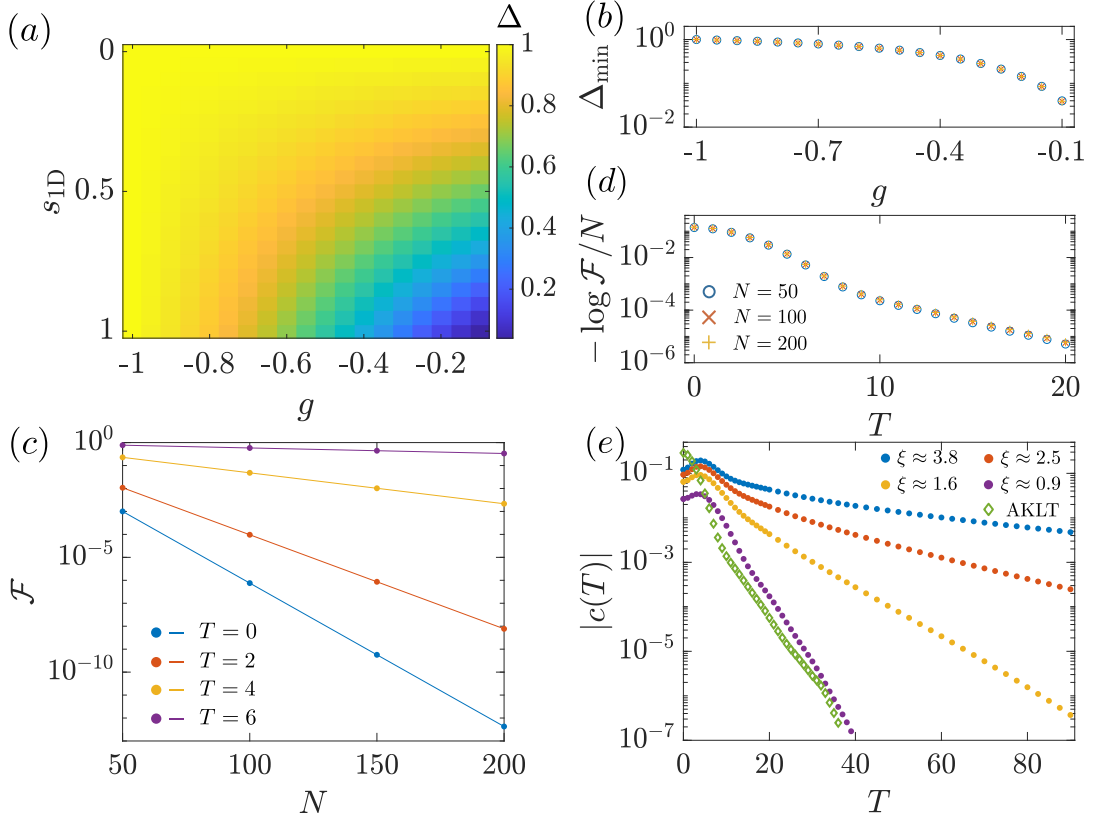 (a)
Δ
0
0.5
1
s_{1D}
-1
-0.8
-0.6
-0.4
-0.2
g
1
0.8
0.6
0.4
0.2
(b)
Δ_{min}
10^0
10^{-2}
-1
-0.7
-0.4
-0.1
g
(d)
− log 𝓕/N
10^{-2}
10^{-4}
10^{-6}
N = 50
N = 100
N = 200
0
10
20
T
(c)
𝓕
10^0
10^{-5}
10^{-10}
T = 0
T = 2
T = 4
T = 6
50
100
150
200
N
(e)
|c(T)|
10^{-1}
10^{-3}
10^{-5}
10^{-7}
ξ ≈ 3.8
ξ ≈ 2.5
ξ ≈ 1.6
ξ ≈ 0.9
AKLT
0
20
40
60
80
T